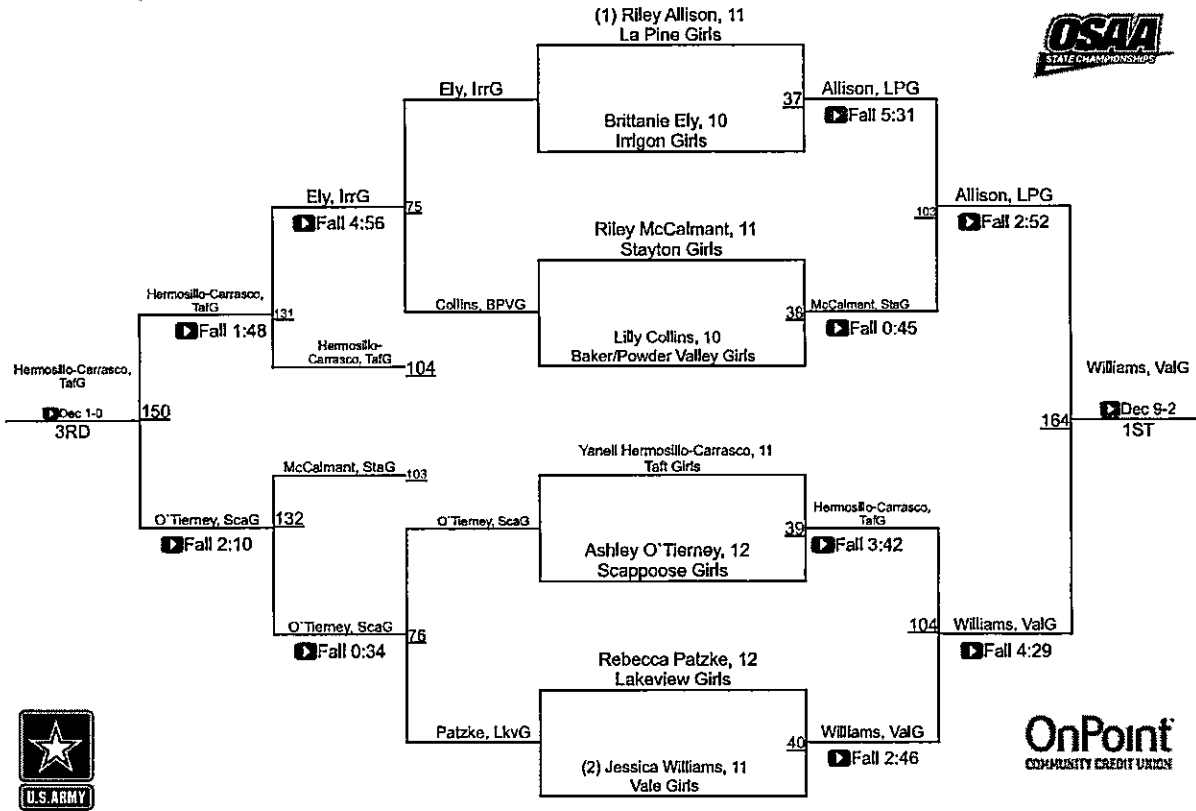 (1) Riley Allison, 11
La Pine Girls
OSAA
STATE CHAMPIONSHIPS
Ely, IrrG
37
Allison, LPG
Fall 5:31
Brittanie Ely, 10
Irrigon Girls
Ely, IrrG
75
Fall 4:56
Allison, LPG
103
Fall 2:52
Riley McCalmant, 11
Stayton Girls
Hermosillo-Carrasco,
TafG
131
Fall 1:48
Collins, BPVG
38
McCalmant, StaG
Fall 0:45
Lilly Collins, 10
Baker/Powder Valley Girls
Hermosillo-
Carrasco, TafG
104
Hermosillo-Carrasco,
TafG
Dec 1-0
3RD
150
Williams, ValG
Dec 9-2
1ST
164
McCalmant, StaG
103
Yanell Hermosillo-Carrasco, 11
Taft Girls
O`Tierney, ScaG
132
Fall 2:10
O`Tierney, ScaG
39
Hermosillo-Carrasco,
TafG
Fall 3:42
Ashley O`Tierney, 12
Scappoose Girls
O`Tierney, ScaG
76
Fall 0:34
104
Williams, ValG
Fall 4:29
Rebecca Patzke, 12
Lakeview Girls
Patzke, LkvG
40
Williams, ValG
Fall 2:46
(2) Jessica Williams, 11
Vale Girls
U.S.ARMY
OnPoint
COMMUNITY CREDIT UNION